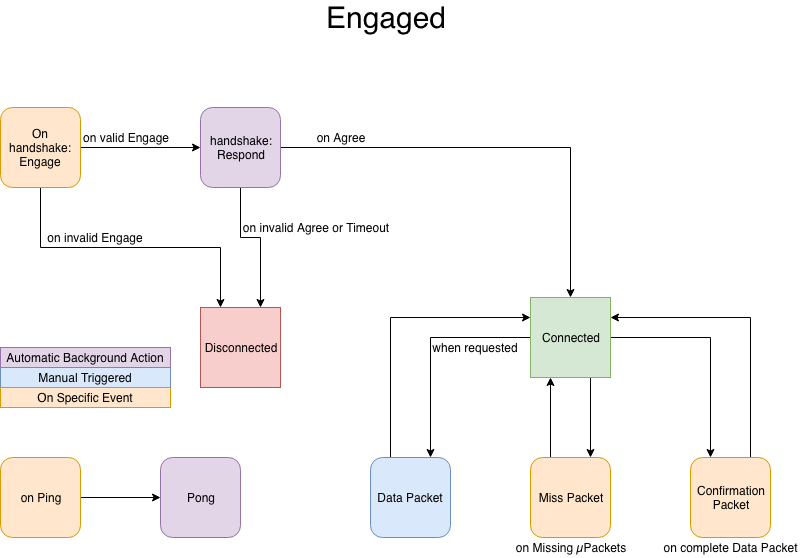 Engaged
On
handshake:
Engage
on valid Engage
handshake:
Respond
on Agree
on invalid Engage
on invalid Agree or Timeout
Disconnected
Connected
when requested
Automatic Background Action
Manual Triggered
On Specific Event
on Ping
Pong
Data Packet
Miss Packet
Confirmation
Packet
on Missing µPackets
on complete Data Packet